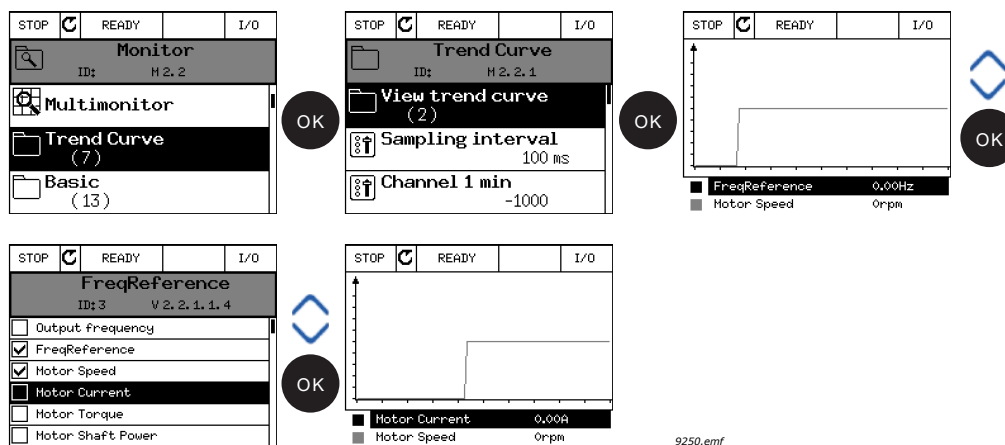 STOP READY I/O
Monitor
ID: M2.2
Multimonitor
Trend Curve
(7)
Basic
(13)
OK
STOP READY I/O
Trend Curve
ID: M2.2.1
View trend curve
(2)
Sampling interval
100 ms
Channel 1 min
-1000
OK
STOP READY I/O
FreqReference 0.00Hz
Motor Speed 0rpm
OK
STOP READY I/O
FreqReference
ID:3 V2.2.1.1.4
Output frequency
FreqReference
Motor Speed
Motor Current
Motor Torque
Motor Shaft Power
OK
STOP READY I/O
Motor Current 0.00A
Motor Speed 0rpm
9250.emf